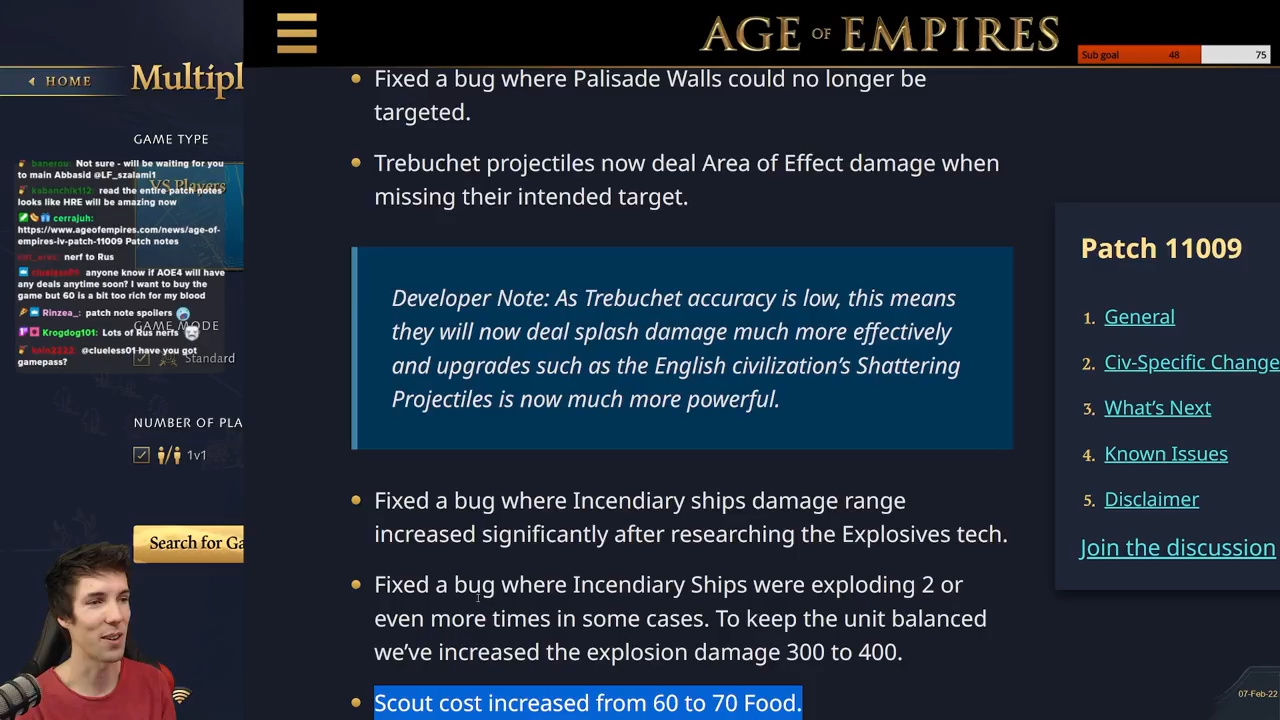 AGE OF EMPIRES
Sub goal 48 75
HOME
Multipl
GAME TYPE
VS Players
banerou: Not sure - will be waiting for you
to main Abbasid @LF_szalami1
kabanchik112: read the entire patch notes
looks like HRE will be amazing now
cerrajuh:
https://www.ageofempires.com/news/age-of-
empires-iv-patch-11009 Patch notes
nerf to Rus
clueless01: anyone know if AOE4 will have
any deals anytime soon? I want to buy the
game but 60 is a bit too rich for my blood
Rinzea_: patch note spoilers
GAME MODE
Krogdog101: Lots of Rus nerfs
@clueless01 have you got
gamepass?
Standard
NUMBER OF PLA
1v1
Search for Ga
Fixed a bug where Palisade Walls could no longer be
targeted.
Trebuchet projectiles now deal Area of Effect damage when
missing their intended target.
Developer Note: As Trebuchet accuracy is low, this means
they will now deal splash damage much more effectively
and upgrades such as the English civilization’s Shattering
Projectiles is now much more powerful.
Fixed a bug where Incendiary ships damage range
increased significantly after researching the Explosives tech.
Fixed a bug where Incendiary Ships were exploding 2 or
even more times in some cases. To keep the unit balanced
we’ve increased the explosion damage 300 to 400.
Scout cost increased from 60 to 70 Food.
Patch 11009
1. General
2. Civ-Specific Change
3. What’s Next
4. Known Issues
5. Disclaimer
Join the discussion
07-Feb-22